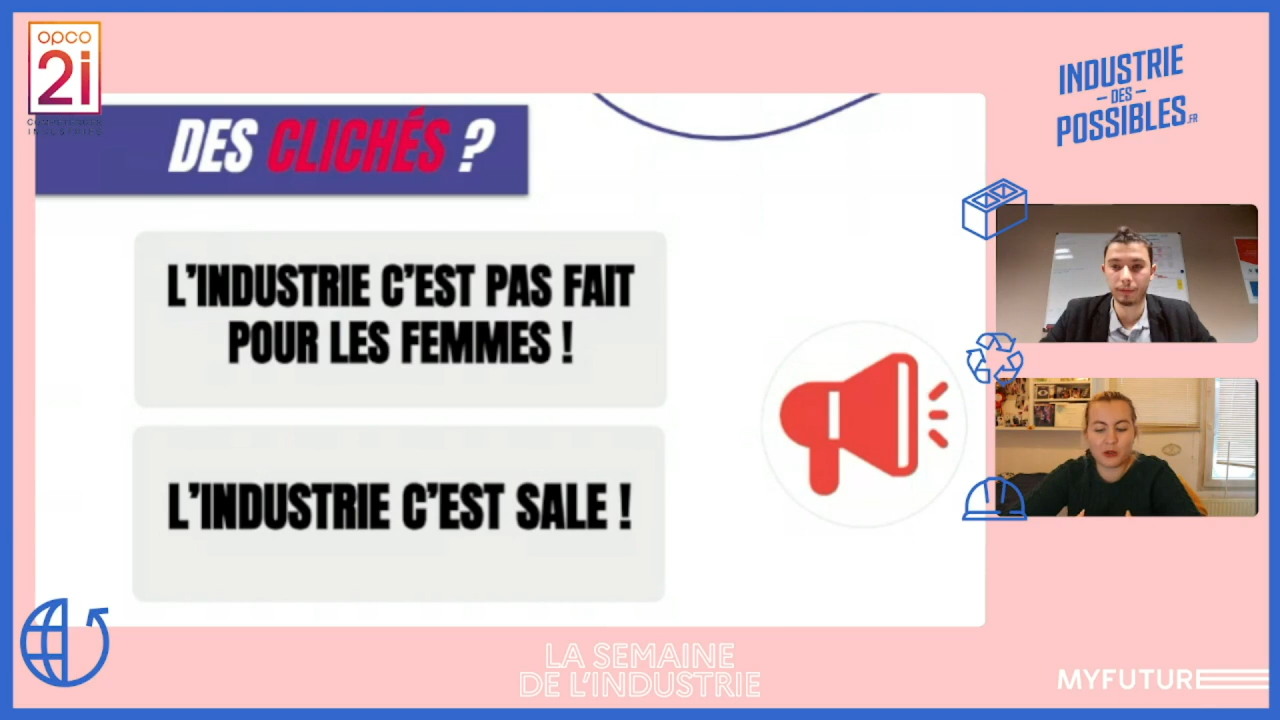 opco
2i
INDUSTRIE
DES
POSSIBLES.FR
DES CLICHÉS ?
L'INDUSTRIE C'EST PAS FAIT
POUR LES FEMMES !
L'INDUSTRIE C'EST SALE !
LA SEMAINE
DE L'INDUSTRIE
MYFUTUR